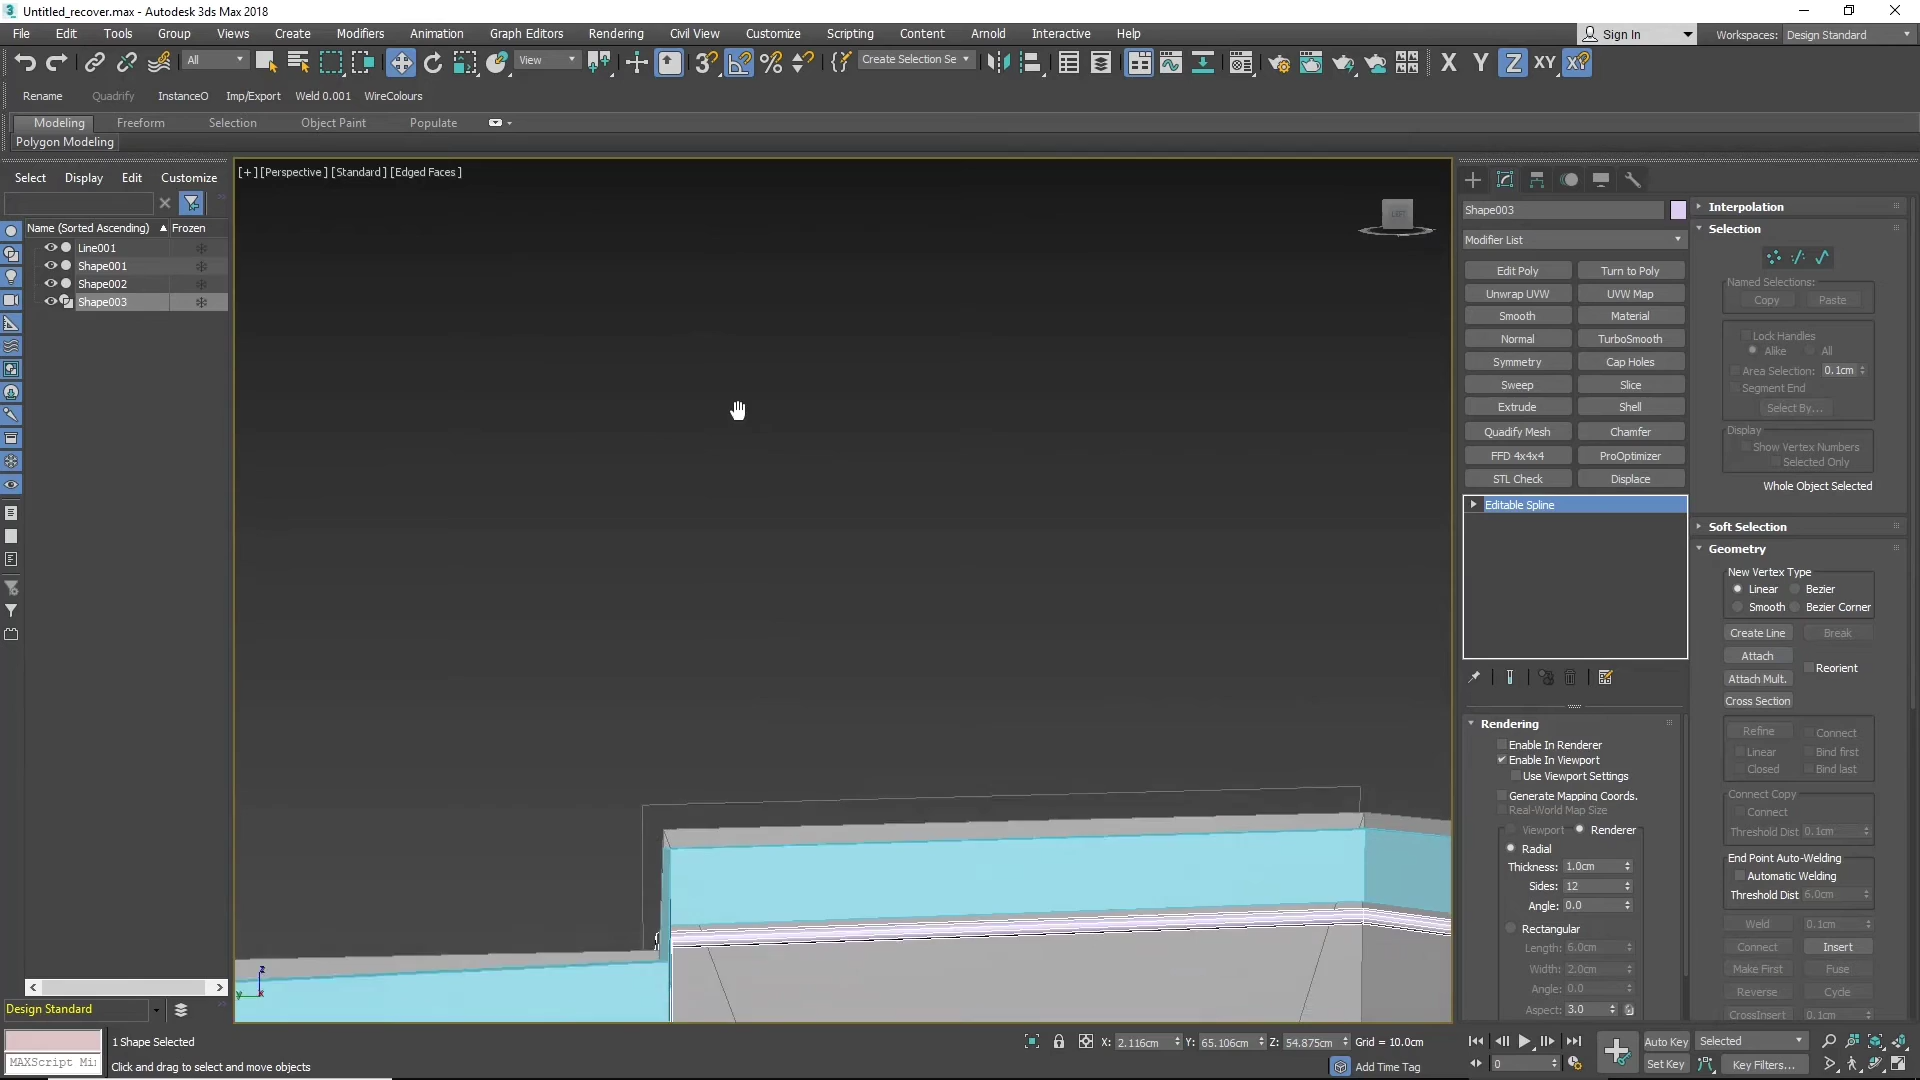 Untitled_recover.max - Autodesk 3ds Max 2018
File Edit Tools Group Views Create Modifiers Animation Graph Editors Rendering Civil View Customize Scripting Content Arnold Interactive Help
Sign In Workspaces: Design Standard
All View Create Selection Se X Y Z XY
Rename Quadrify InstanceO Imp/Export Weld 0.001 WireColours
Modeling Freeform Selection Object Paint Populate
Polygon Modeling
Select Display Edit Customize
Name (Sorted Ascending) Frozen
Line001
Shape001
Shape002
Shape003
[+] [Perspective] [Standard] [Edged Faces]
LEFT
Shape003
Modifier List
Edit Poly Turn to Poly
Unwrap UVW UVW Map
Smooth Material
Normal TurboSmooth
Symmetry Cap Holes
Sweep Slice
Extrude Shell
Quadify Mesh Chamfer
FFD 4x4x4 ProOptimizer
STL Check Displace
Editable Spline
Rendering
Enable In Renderer
Enable In Viewport
Use Viewport Settings
Generate Mapping Coords.
Real-World Map Size
Viewport Renderer
Radial
Thickness: 1.0cm
Sides: 12
Angle: 0.0
Rectangular
Length: 6.0cm
Width: 2.0cm
Angle: 0.0
Aspect: 3.0
Interpolation
Selection
Named Selections:
Copy Paste
Lock Handles
Alike All
Area Selection: 0.1cm
Segment End
Select By...
Display
Show Vertex Numbers
Selected Only
Whole Object Selected
Soft Selection
Geometry
New Vertex Type
Linear Bezier
Smooth Bezier Corner
Create Line Break
Attach Reorient
Attach Mult.
Cross Section
Refine Connect
Linear Bind first
Closed Bind last
Connect Copy
Connect
Threshold Dist 0.1cm
End Point Auto-Welding
Automatic Welding
Threshold Dist 6.0cm
Weld 0.1cm
Connect Insert
Make First Fuse
Reverse Cycle
CrossInsert 0.1cm
z
y x
Design Standard
1 Shape Selected
MAXScript Mi
Click and drag to select and move objects
X: 2.116cm Y: 65.106cm Z: 54.875cm Grid = 10.0cm
Add Time Tag
0
Auto Key Selected
Set Key Key Filters...